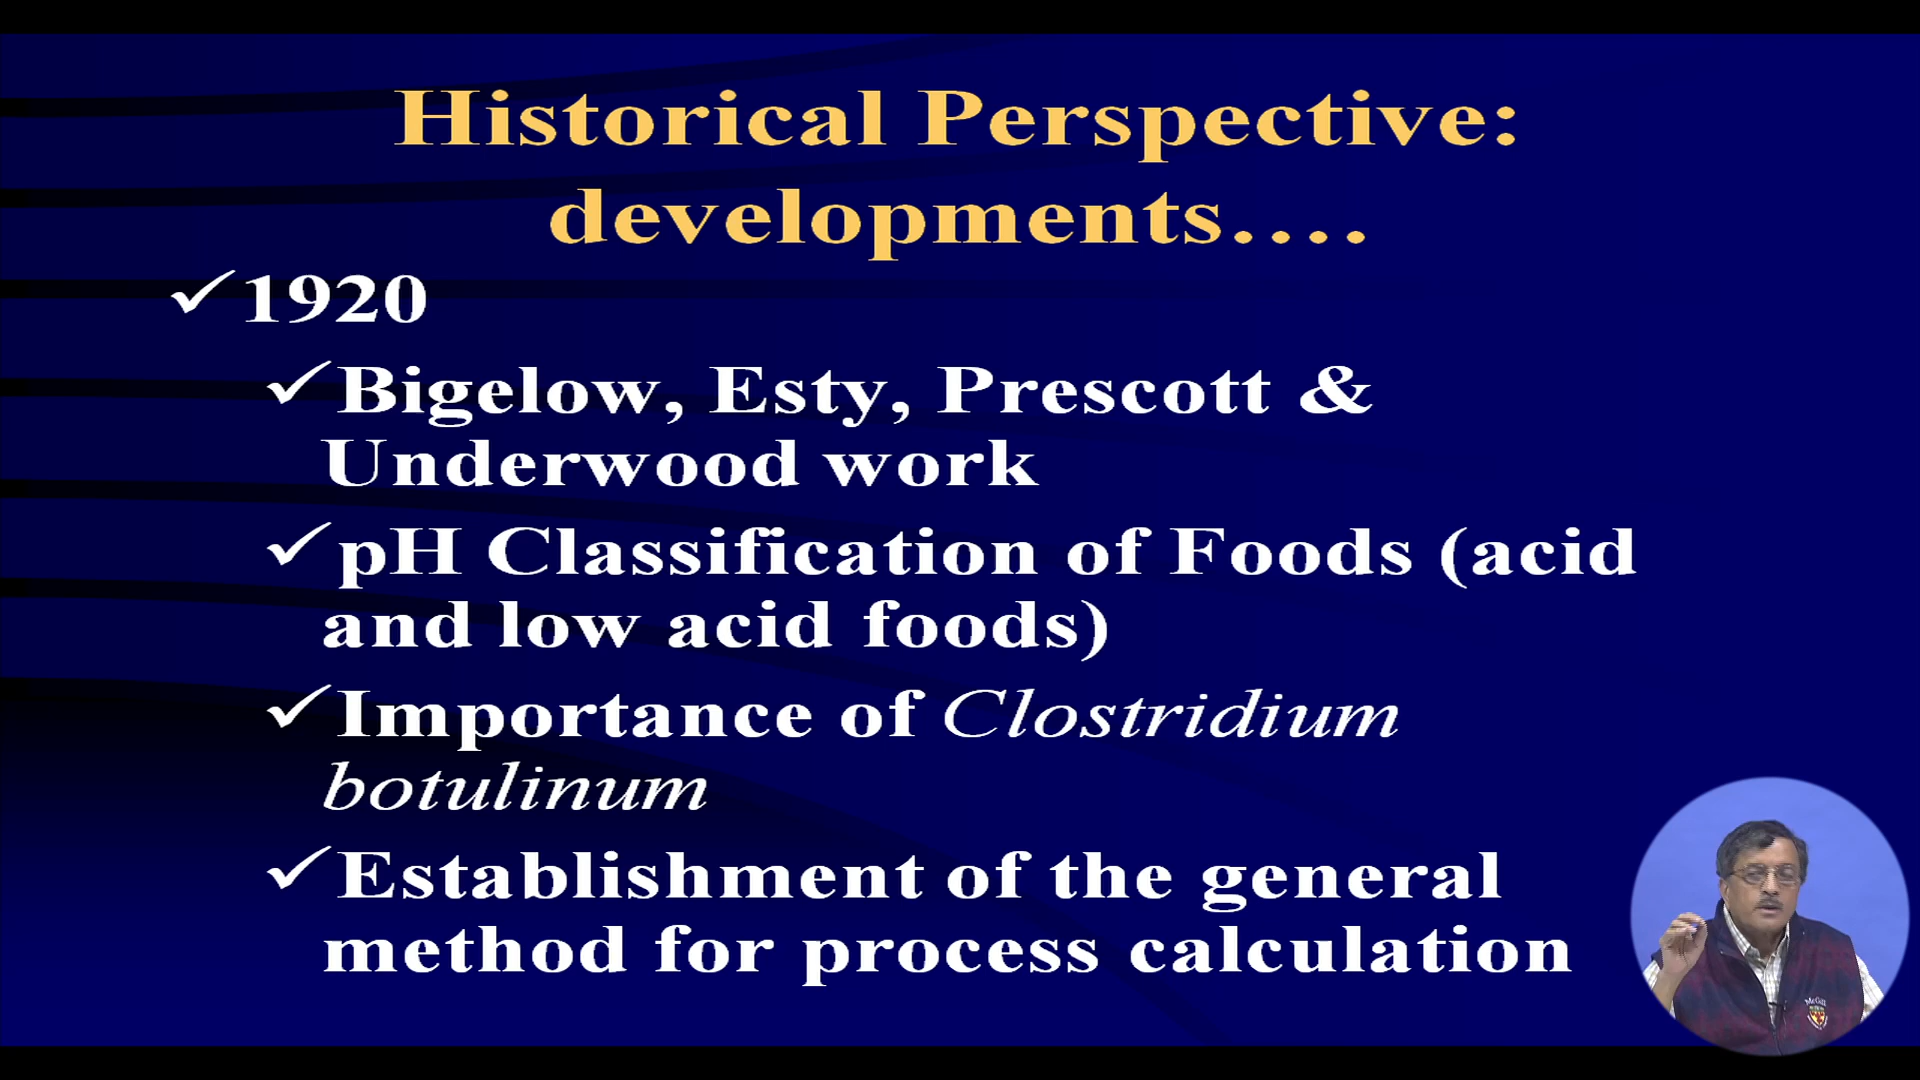 Historical Perspective:
developments....
✓1920
✓Bigelow, Esty, Prescott &
Underwood work
✓pH Classification of Foods (acid
and low acid foods)
✓Importance of Clostridium
botulinum
✓Establishment of the general
method for process calculation
McGill